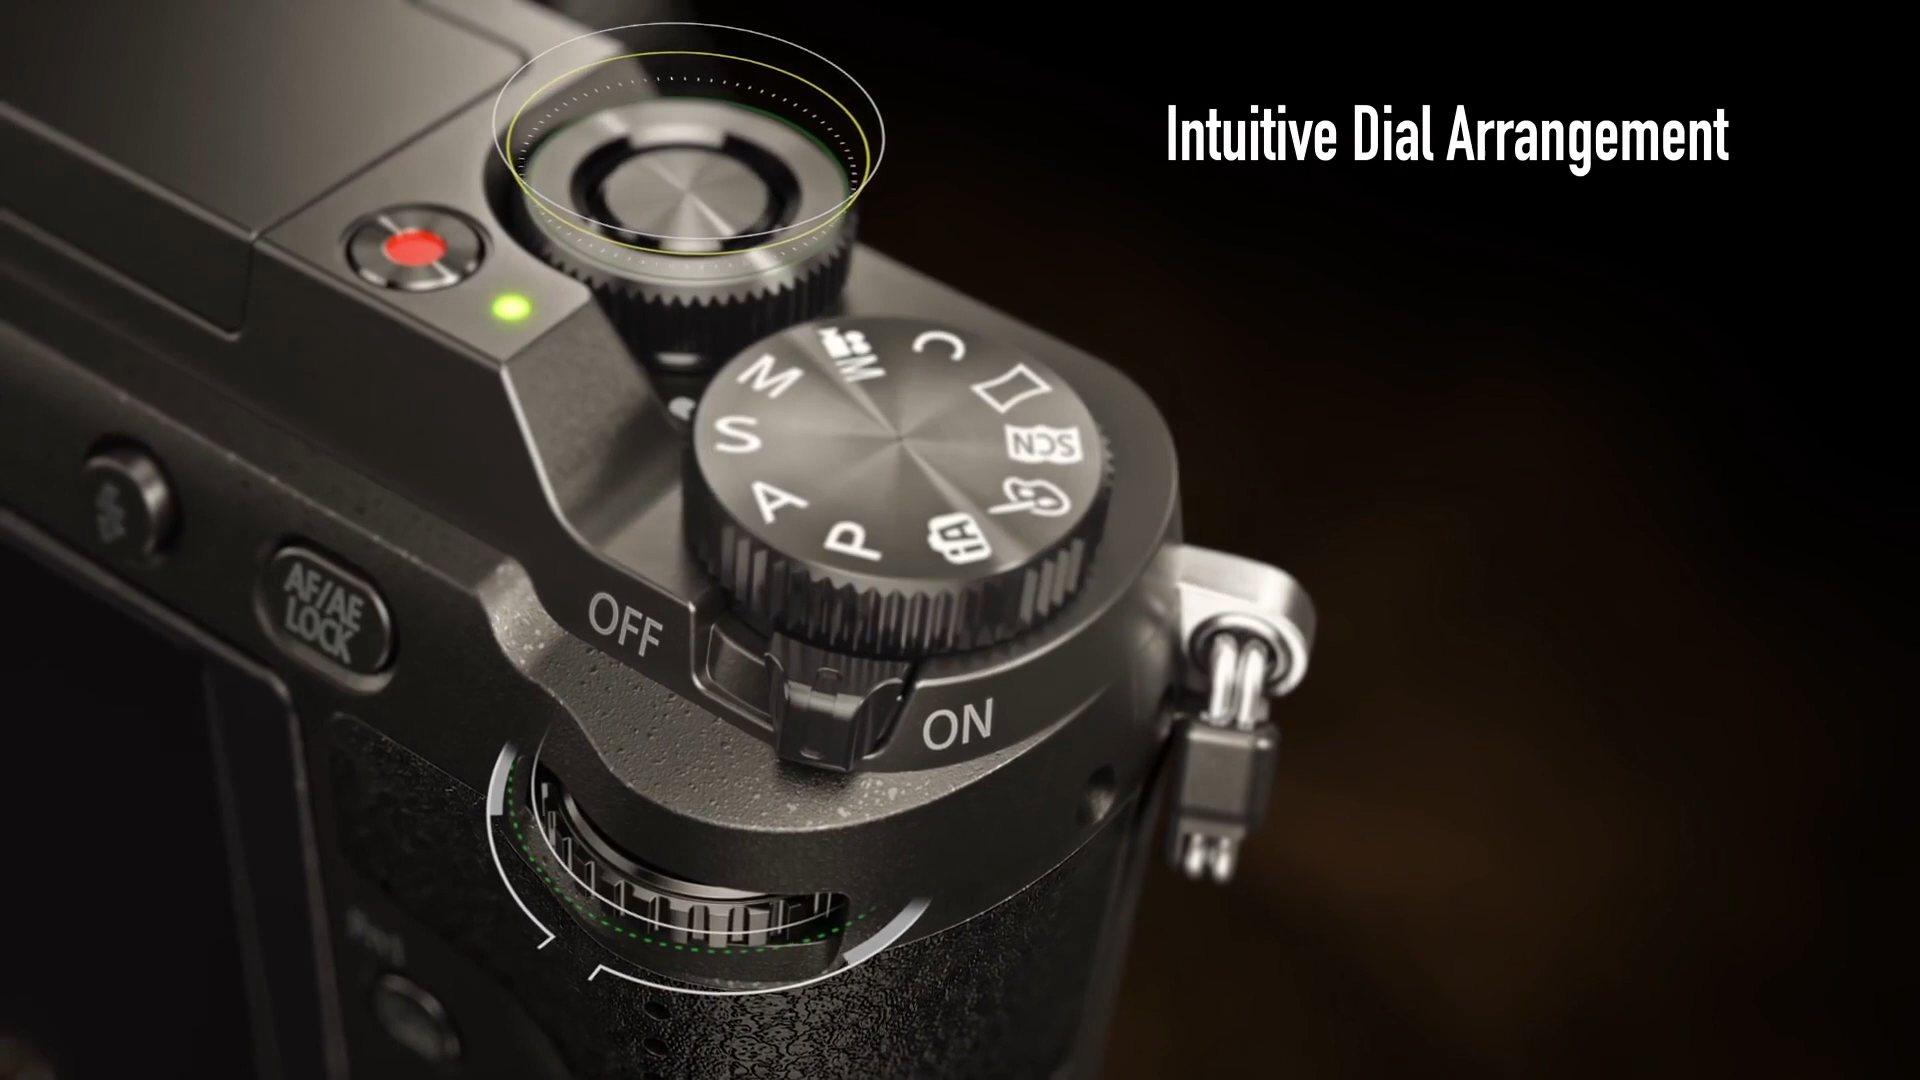 Intuitive Dial Arrangement
M
C
M
S
SCN
A
P
iA
AF/AE
LOCK
OFF
ON